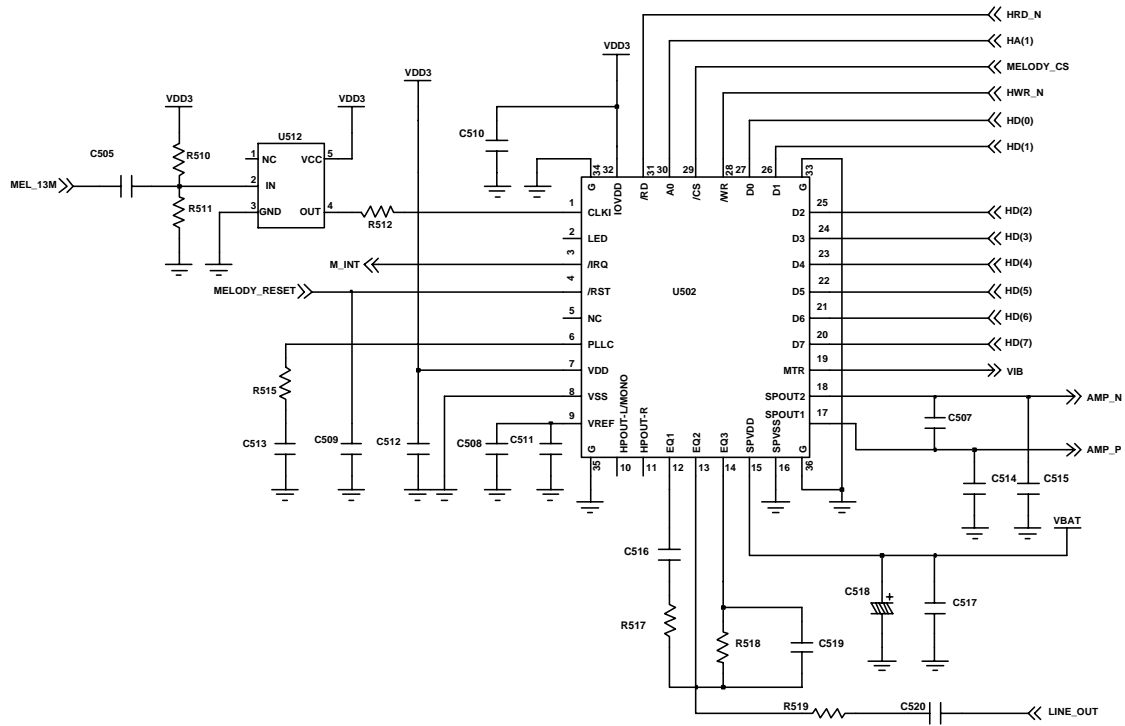 HRD_N
HA(1)
VDD3
MELODY_CS
VDD3
HWR_N
VDD3
VDD3
HD(0)
C510
U512
HD(1)
C505
R510
1 NC VCC 5
34 32 31 30 29 28 27 26 33
G IOVDD /RD A0 /CS /WR D0 D1 G
MEL_13M
2 IN
R511
3 GND OUT 4
R512
1 CLKI
D2 25 HD(2)
2 LED
D3 24 HD(3)
M_INT
3 /IRQ
D4 23 HD(4)
MELODY_RESET
4 /RST
U502
D5 22 HD(5)
5 NC
D6 21 HD(6)
6 PLLC
D7 20 HD(7)
7 VDD
MTR 19 VIB
R515
8 VSS
SPOUT2 18 AMP_N
9 VREF
SPOUT1 17
C507
C513 C509 C512 C508 C511
AMP_P
G HPOUT-L/MONO HPOUT-R EQ1 EQ2 EQ3 SPVDD SPVSS G
35 10 11 12 13 14 15 16 36
C514 C515
VBAT
C516
C518 + C517
R517
R518 C519
R519 C520 LINE_OUT